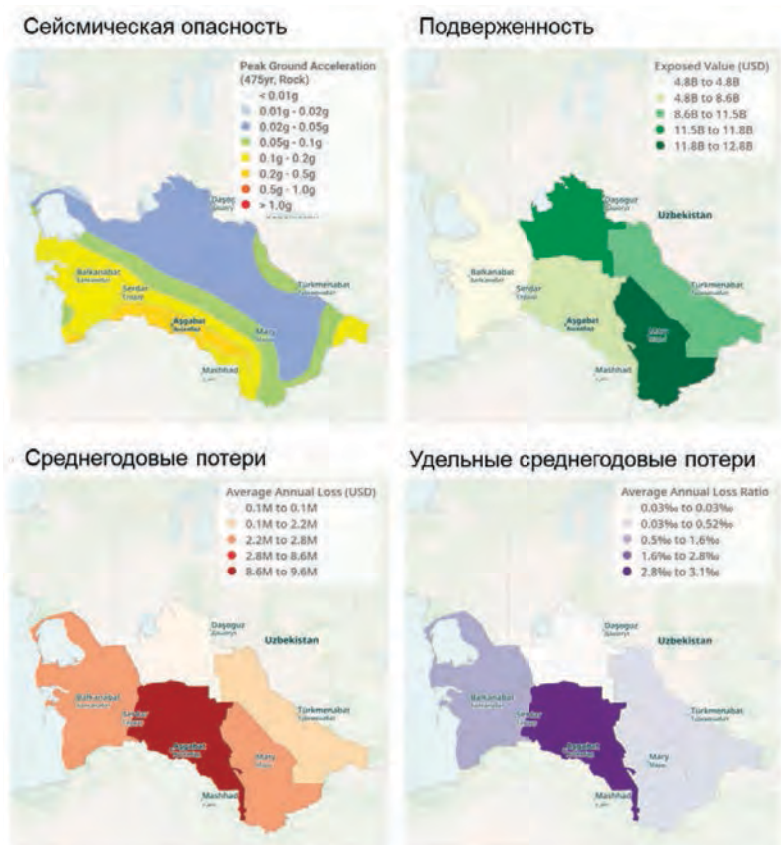 Сейсмическая опасность
Peak Ground Acceleration
(475yr, Rock)
< 0.01g
0.01g - 0.02g
0.02g - 0.05g
0.05g - 0.1g
0.1g - 0.2g
0.2g - 0.5g
0.5g - 1.0g
> 1.0g
Balkanabat
Serdar
Aşgabat
Mary
Mashhad
Подверженность
Exposed Value (USD)
4.8B to 4.8B
4.8B to 8.6B
8.6B to 11.5B
11.5B to 11.8B
11.8B to 12.8B
Daşoguz
Uzbekistan
Balkanabat
Türkmenabat
Serdar
Aşgabat
Mary
Mashhad
Среднегодовые потери
Average Annual Loss (USD)
0.1M to 0.1M
0.1M to 2.2M
2.2M to 2.8M
2.8M to 8.6M
8.6M to 9.6M
Daşoguz
Uzbekistan
Balkanabat
Türkmenabat
Serdar
Aşgabat
Mary
Mashhad
Удельные среднегодовые потери
Average Annual Loss Ratio
0.03‰ to 0.03‰
0.03‰ to 0.52‰
0.5‰ to 1.6‰
1.6‰ to 2.8‰
2.8‰ to 3.1‰
Daşoguz
Uzbekistan
Balkanabat
Türkmenabat
Serdar
Aşgabat
Mary
Mashhad